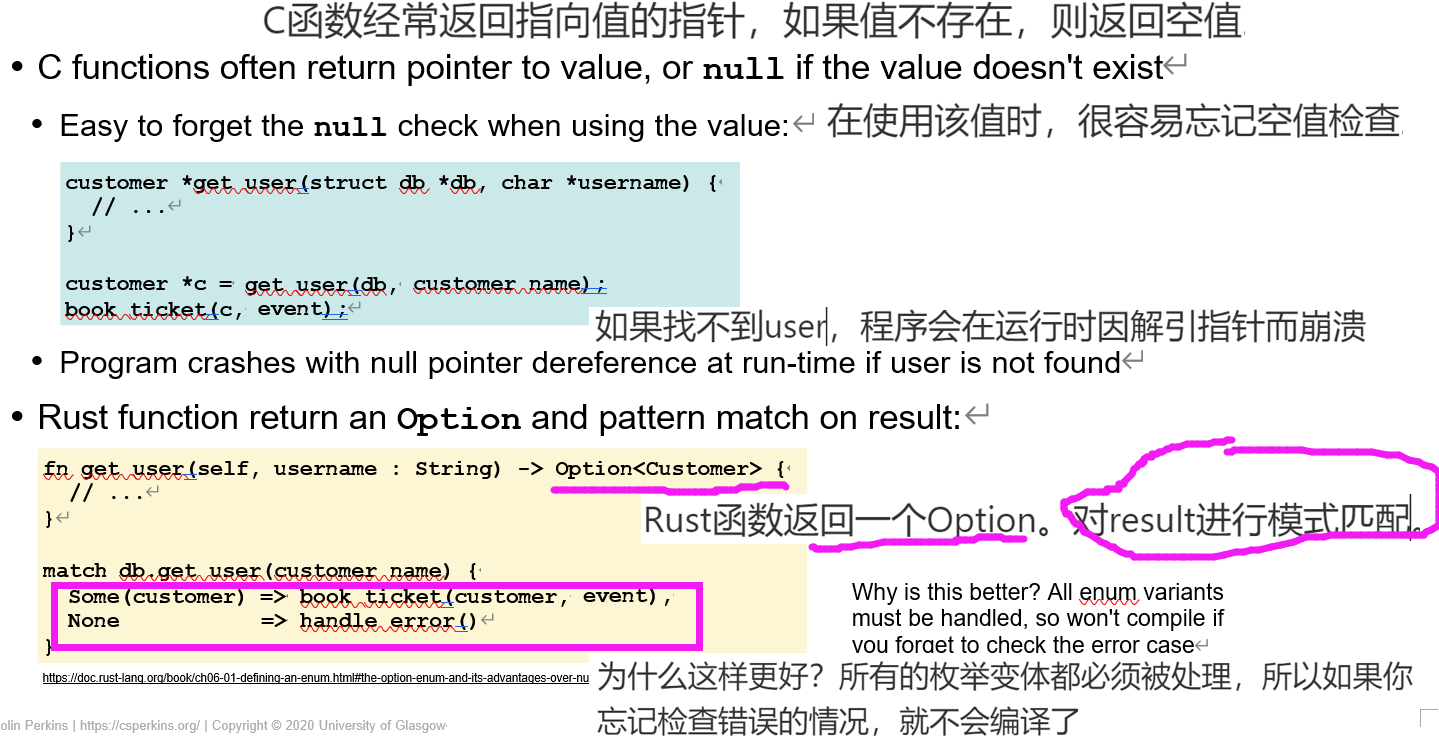 C函数经常返回指向值的指针，如果值不存在，则返回空值.
• C functions often return pointer to value, or null if the value doesn't exist↵
• Easy to forget the null check when using the value:↵ 在使用该值时，很容易忘记空值检查.
customer *get_user(struct db *db, char *username) {
// ...↵
}↵
customer *c = get_user(db, customer_name);
book_ticket(c, event);↵
如果找不到user，程序会在运行时因解引指针而崩溃
• Program crashes with null pointer dereference at run-time if user is not found↵
• Rust function return an Option and pattern match on result:↵
fn get_user(self, username : String) -> Option<Customer> {
// ...↵
}↵
Rust函数返回一个Option。对result进行模式匹配。
match db.get_user(customer_name) {
Some(customer) => book_ticket(customer, event),
None => handle_error()↵
}
Why is this better? All enum variants
must be handled, so won't compile if
you forget to check the error case↵
https://doc.rust-lang.org/book/ch06-01-defining-an-enum.html#the-option-enum-and-its-advantages-over-nu
为什么这样更好？所有的枚举变体都必须被处理，所以如果你
忘记检查错误的情况，就不会编译了
olin Perkins | https://csperkins.org/ | Copyright © 2020 University of Glasgow